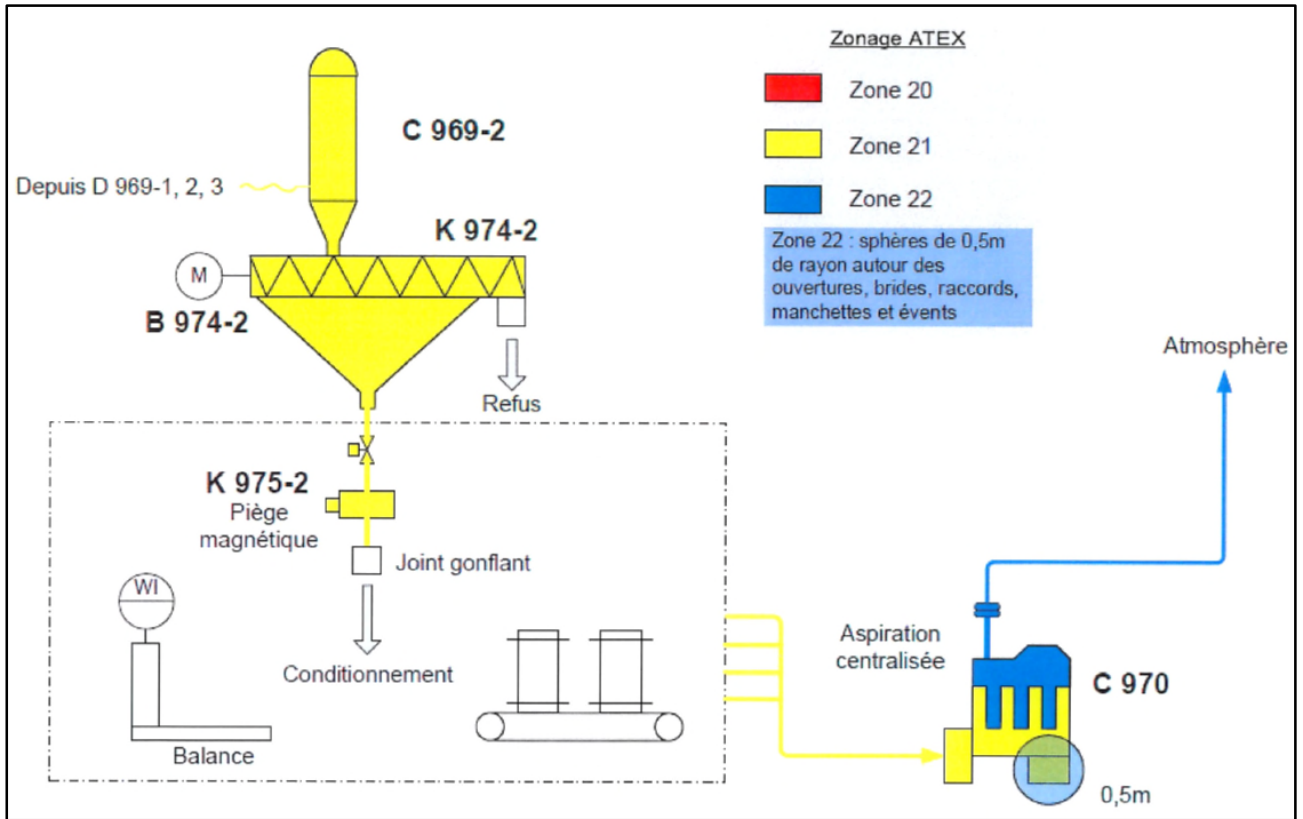 Zonage ATEX
Zone 20
Zone 21
Zone 22
Zone 22 : sphères de 0,5m
de rayon autour des
ouvertures, brides, raccords,
manchettes et évents
C 969-2
Depuis D 969-1, 2, 3
K 974-2
M
B 974-2
Refus
Atmosphère
K 975-2
Piège
magnétique
Joint gonflant
WI
Conditionnement
Balance
Aspiration
centralisée
C 970
0,5m